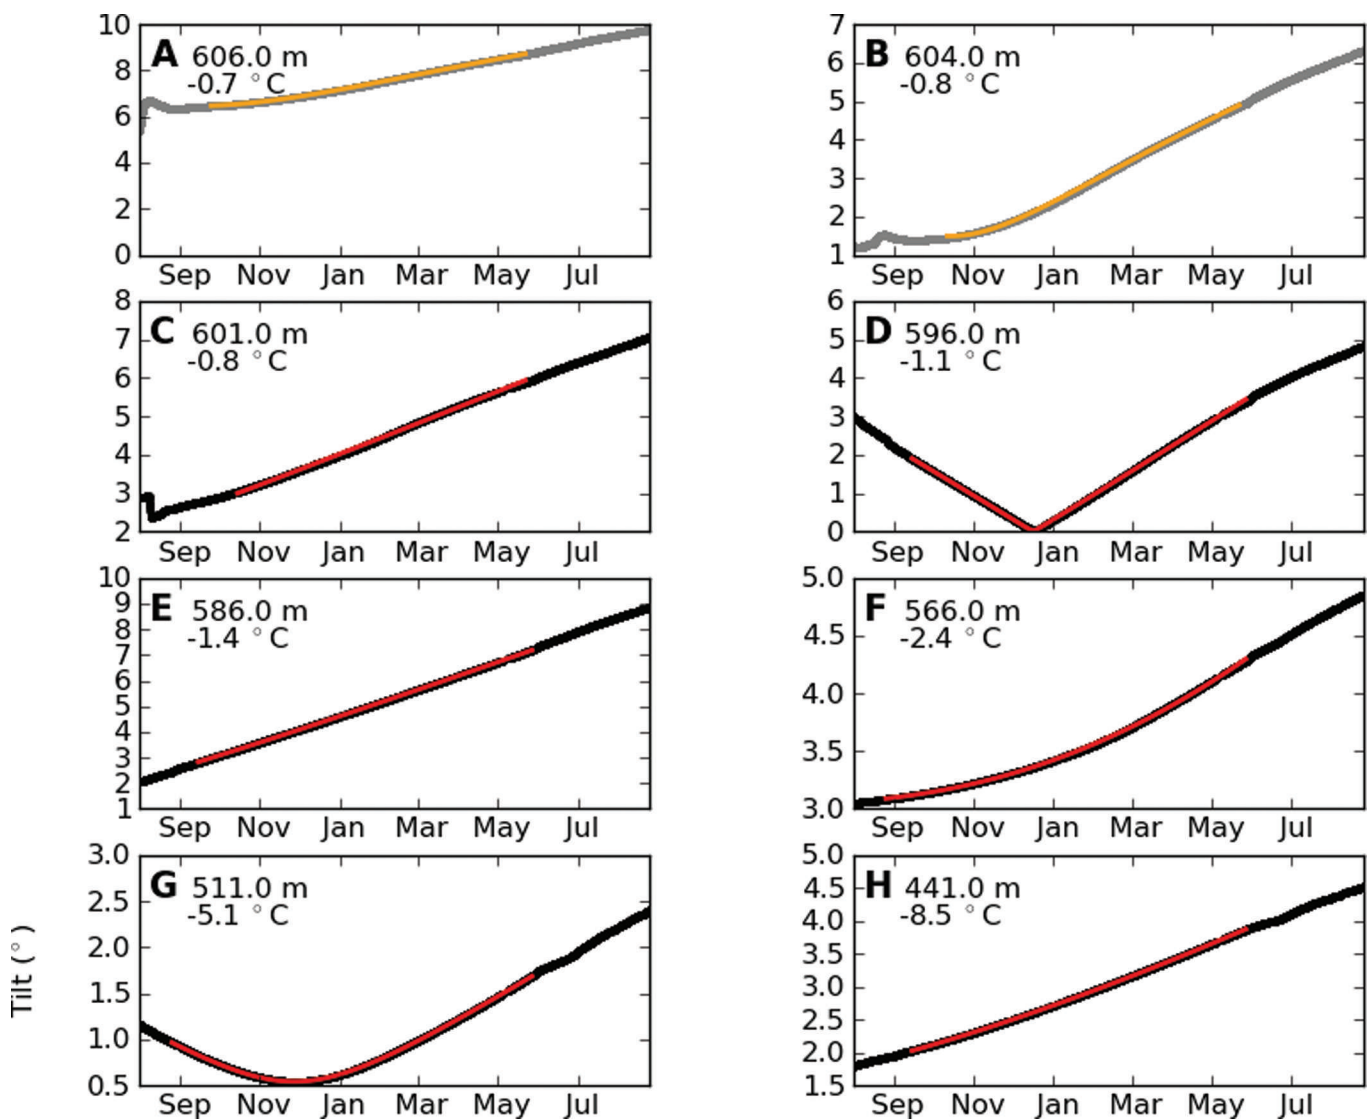 A 606.0 m
-0.7 °C
10
8
6
4
2
0
Sep Nov Jan Mar May Jul
B 604.0 m
-0.8 °C
7
6
5
4
3
2
1
Sep Nov Jan Mar May Jul
C 601.0 m
-0.8 °C
8
7
6
5
4
3
2
Sep Nov Jan Mar May Jul
D 596.0 m
-1.1 °C
6
5
4
3
2
1
0
Sep Nov Jan Mar May Jul
E 586.0 m
-1.4 °C
10
9
8
7
6
5
4
3
2
1
Sep Nov Jan Mar May Jul
F 566.0 m
-2.4 °C
5.0
4.5
4.0
3.5
3.0
Sep Nov Jan Mar May Jul
G 511.0 m
-5.1 °C
3.0
2.5
2.0
1.5
1.0
0.5
Sep Nov Jan Mar May Jul
H 441.0 m
-8.5 °C
5.0
4.5
4.0
3.5
3.0
2.5
2.0
1.5
Sep Nov Jan Mar May Jul
Tilt (°)